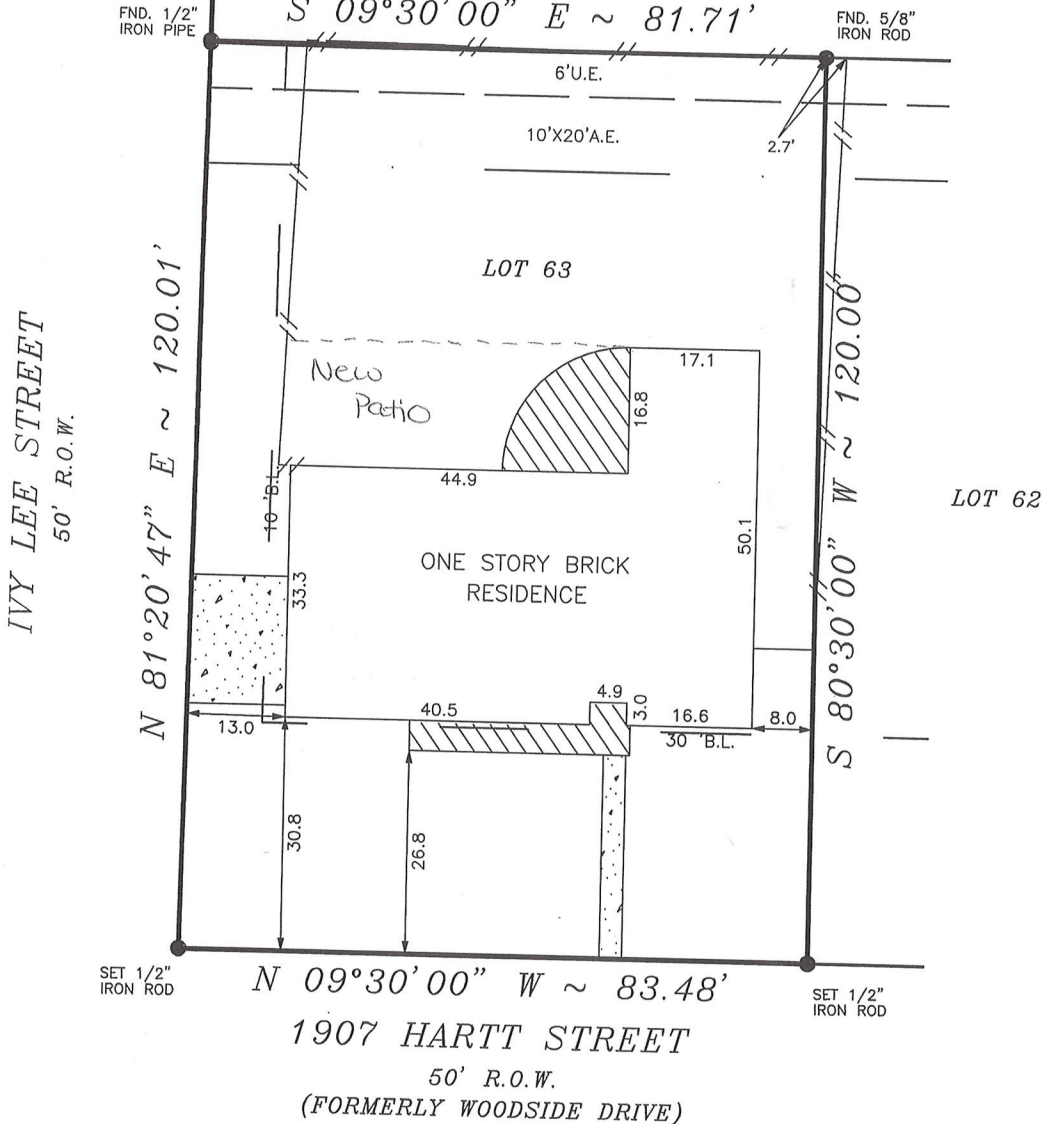 FND. 1/2"
IRON PIPE
S 09°30'00" E ~ 81.71'
FND. 5/8"
IRON ROD
6'U.E.
10'X20'A.E.
2.7'
LOT 63
IVY LEE STREET
50' R.O.W.
N 81°20'47" E ~ 120.01'
New
Patio
17.1
16.8
S 80°30'00" W ~ 120.00'
LOT 62
44.9
10 'B.L.
50.1
ONE STORY BRICK
RESIDENCE
33.3
4.9
3.0
40.5
16.6
8.0
13.0
30 'B.L.
30.8
26.8
SET 1/2"
IRON ROD
N 09°30'00" W ~ 83.48'
SET 1/2"
IRON ROD
1907 HARTT STREET
50' R.O.W.
(FORMERLY WOODSIDE DRIVE)